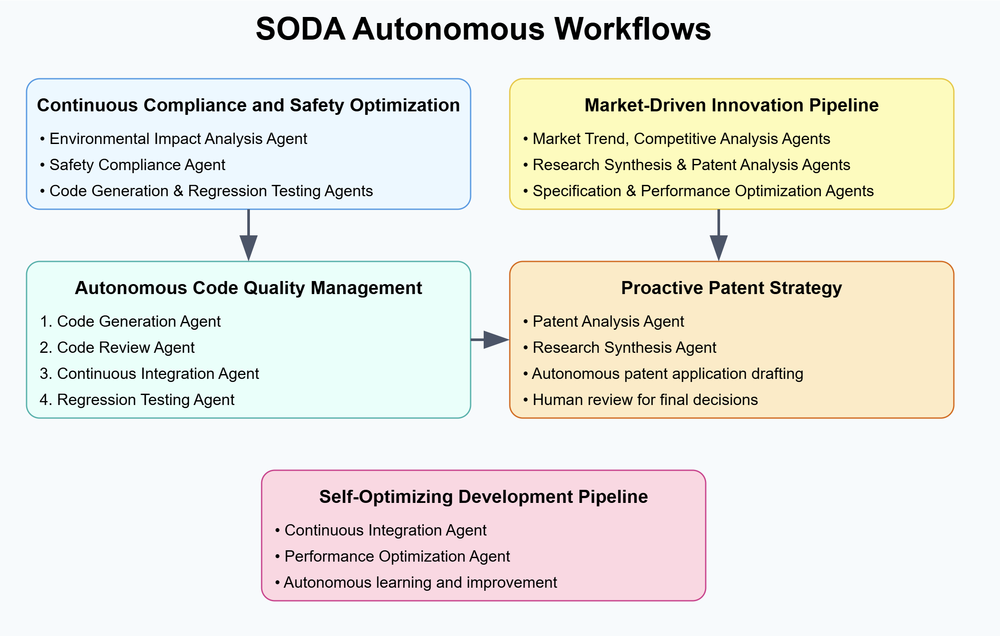 SODA Autonomous Workflows
Continuous Compliance and Safety Optimization
• Environmental Impact Analysis Agent
• Safety Compliance Agent
• Code Generation & Regression Testing Agents
Market-Driven Innovation Pipeline
• Market Trend, Competitive Analysis Agents
• Research Synthesis & Patent Analysis Agents
• Specification & Performance Optimization Agents
Autonomous Code Quality Management
1. Code Generation Agent
2. Code Review Agent
3. Continuous Integration Agent
4. Regression Testing Agent
Proactive Patent Strategy
• Patent Analysis Agent
• Research Synthesis Agent
• Autonomous patent application drafting
• Human review for final decisions
Self-Optimizing Development Pipeline
• Continuous Integration Agent
• Performance Optimization Agent
• Autonomous learning and improvement